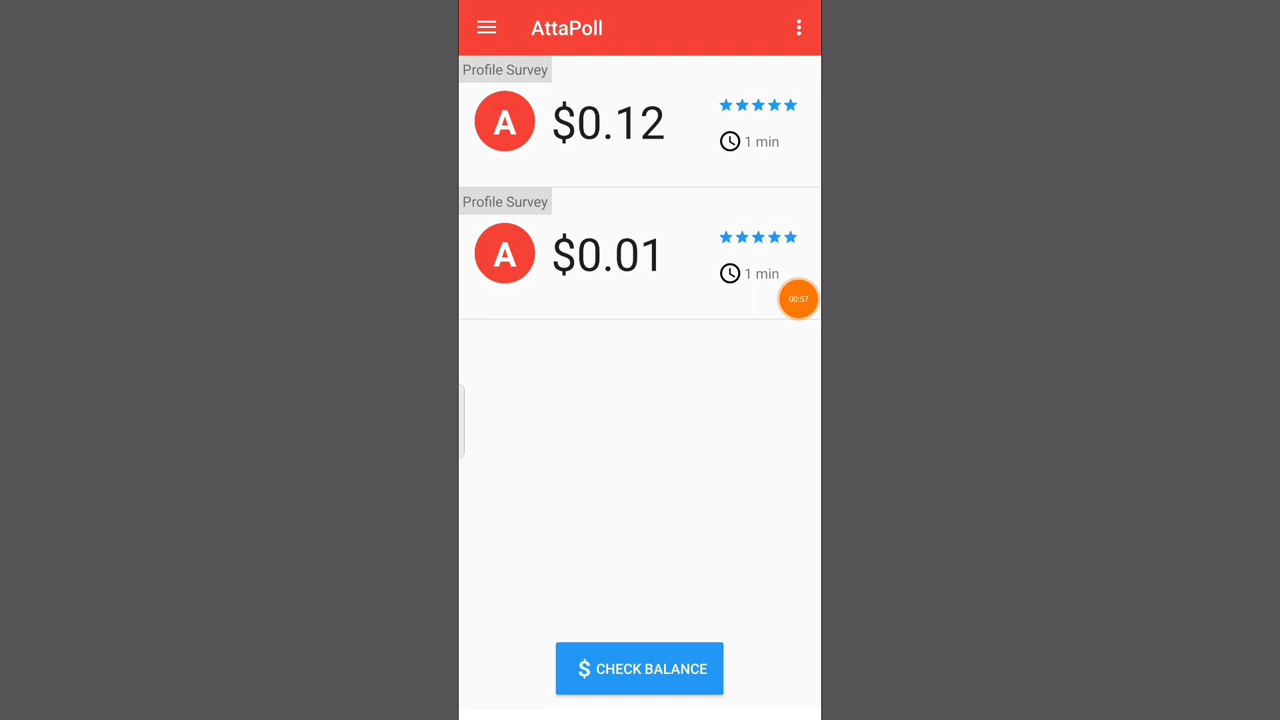 AttaPoll
Profile Survey
A
$0.12
1 min
Profile Survey
A
$0.01
1 min
00:57
$ CHECK BALANCE